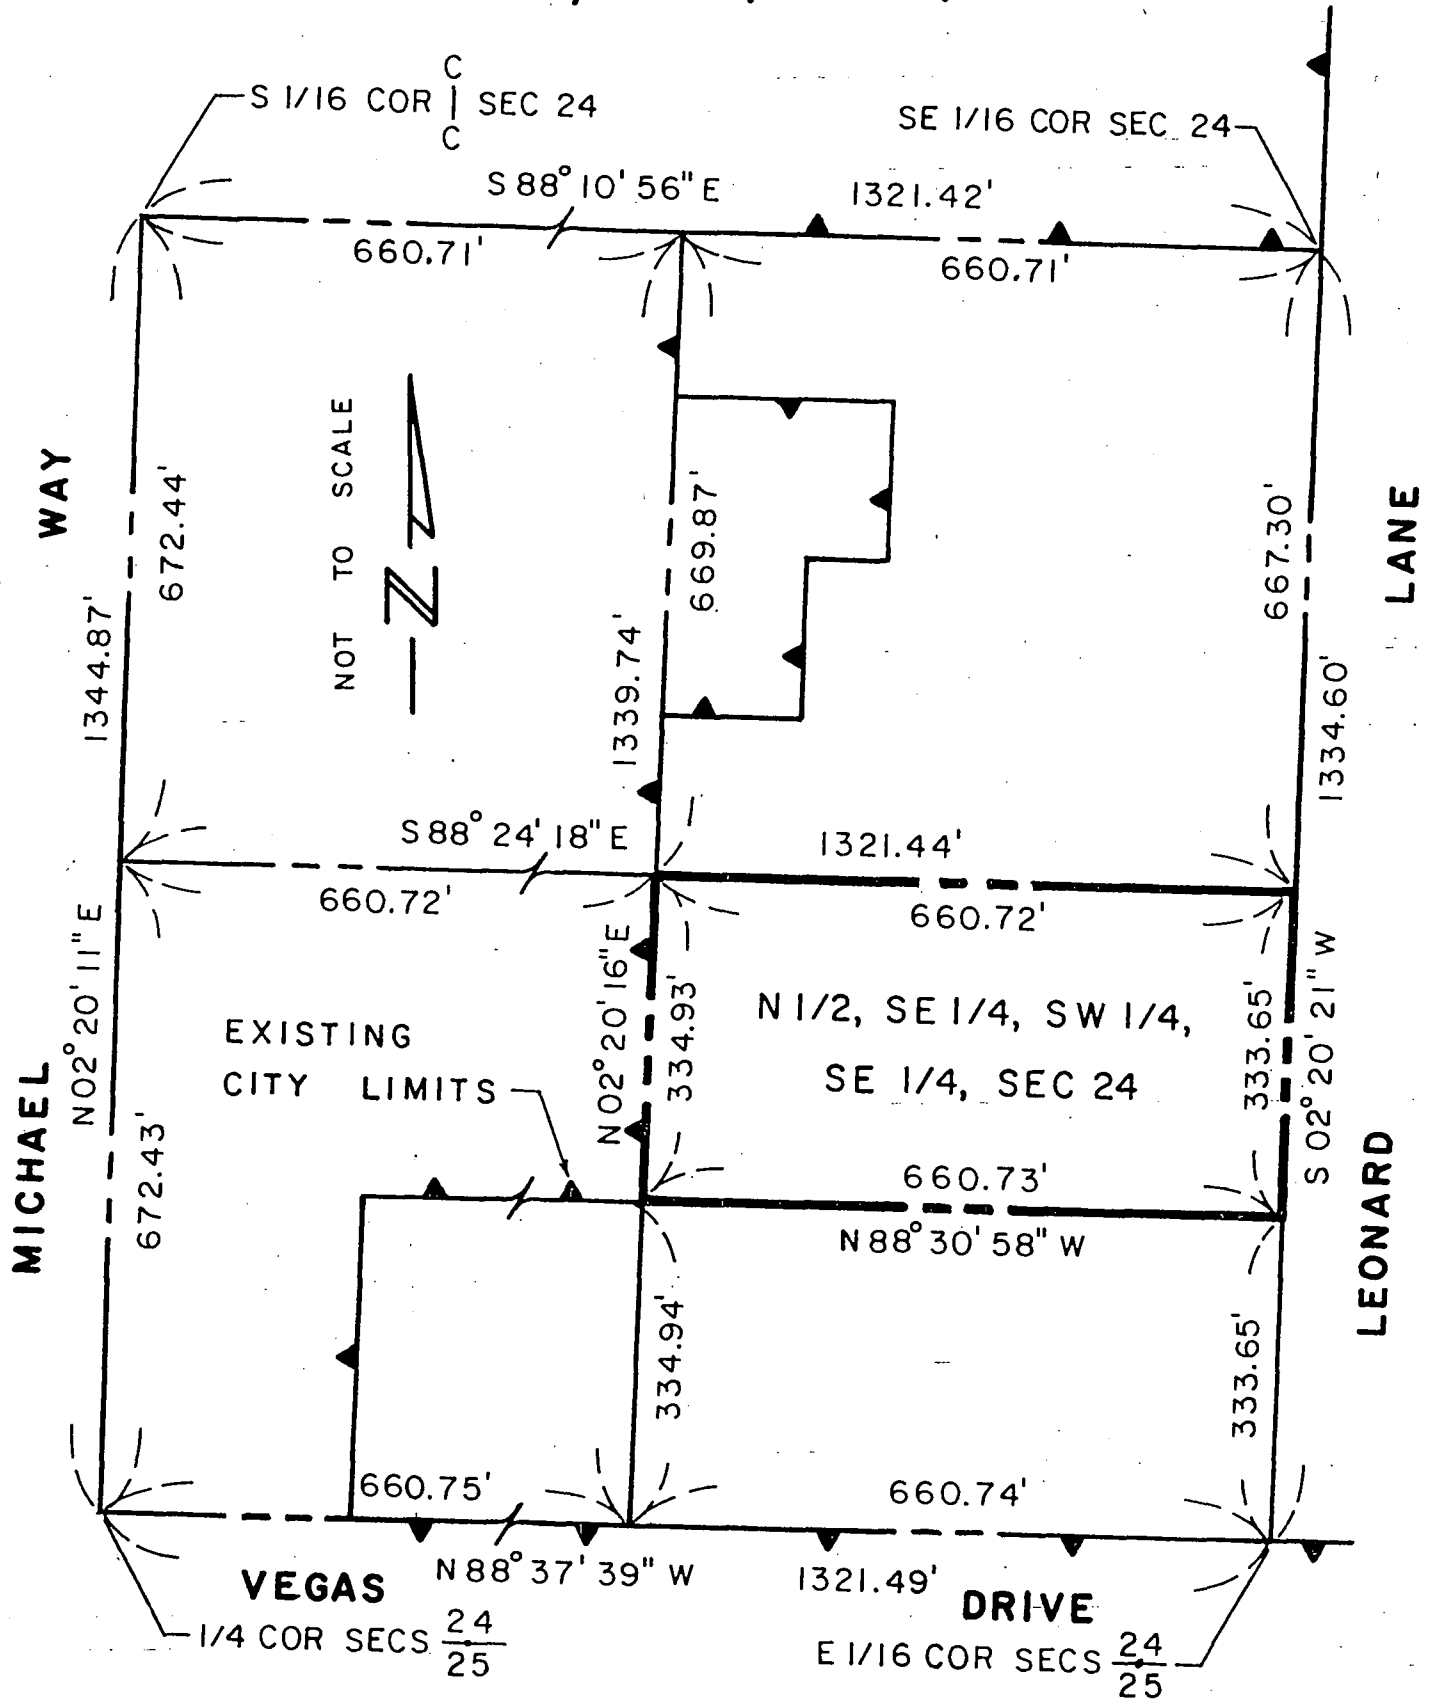 C
S 1/16 COR | SEC 24
C
SE 1/16 COR SEC 24
S 88° 10' 56" E
1321.42'
660.71'
660.71'
WAY
672.44'
NOT TO SCALE
N
669.87'
667.30'
LANE
1344.87'
1339.74'
1334.60'
S 88° 24' 18" E
1321.44'
660.72'
660.72'
N 02° 20' 11" E
N 02° 20' 16" E
334.93'
N 1/2, SE 1/4, SW 1/4,
SE 1/4, SEC 24
333.65'
S 02° 20' 21" W
EXISTING
CITY LIMITS
MICHAEL
672.43'
660.73'
N 88° 30' 58" W
LEONARD
334.94'
333.65'
660.75'
660.74'
N 88° 37' 39" W
1321.49'
VEGAS
DRIVE
1/4 COR SECS 24
25
E 1/16 COR SECS 24
25